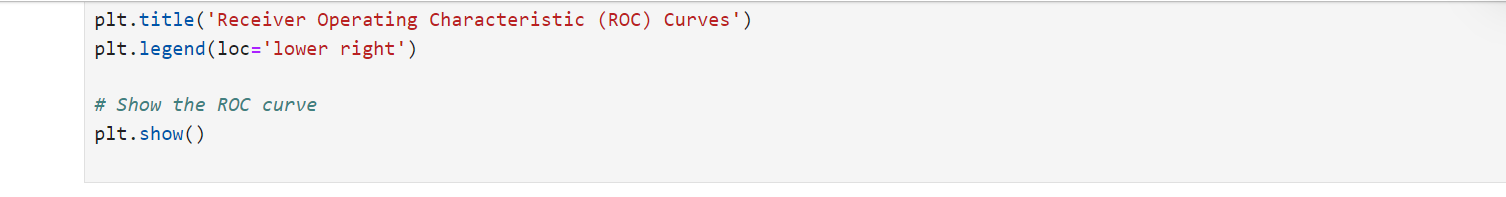 plt.title('Receiver Operating Characteristic (ROC) Curves')
plt.legend(loc='lower right')
# Show the ROC curve
plt.show()